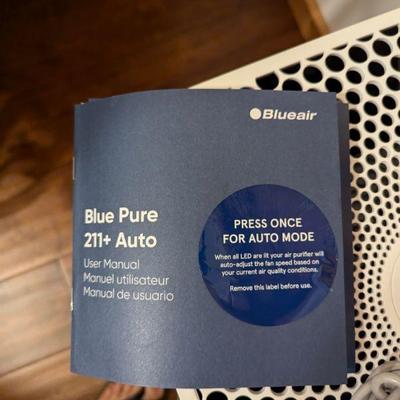 Blueair
Blue Pure
211+ Auto
User Manual
Manuel utilisateur
Manual de usuario
PRESS ONCE
FOR AUTO MODE
When all LED are lit your air purifier will
auto-adjust the fan speed based on
your current air quality conditions.
Remove this label before use.